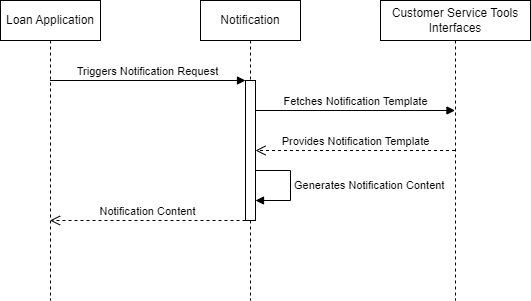 Loan Application
Notification
Customer Service Tools
Interfaces
Triggers Notification Request
Fetches Notification Template
Provides Notification Template
Generates Notification Content
Notification Content